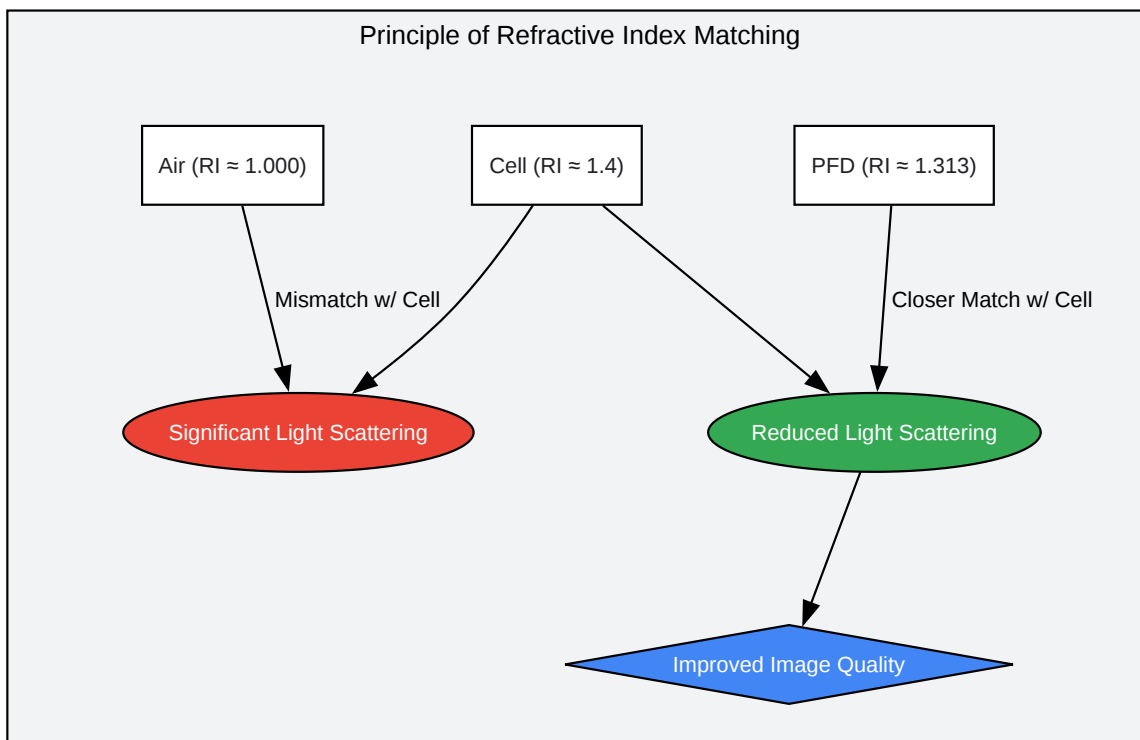 Principle of Refractive Index Matching
Air (RI ≈ 1.000)
Cell (RI ≈ 1.4)
PFD (RI ≈ 1.313)
Mismatch w/ Cell
Closer Match w/ Cell
Significant Light Scattering
Reduced Light Scattering
Improved Image Quality